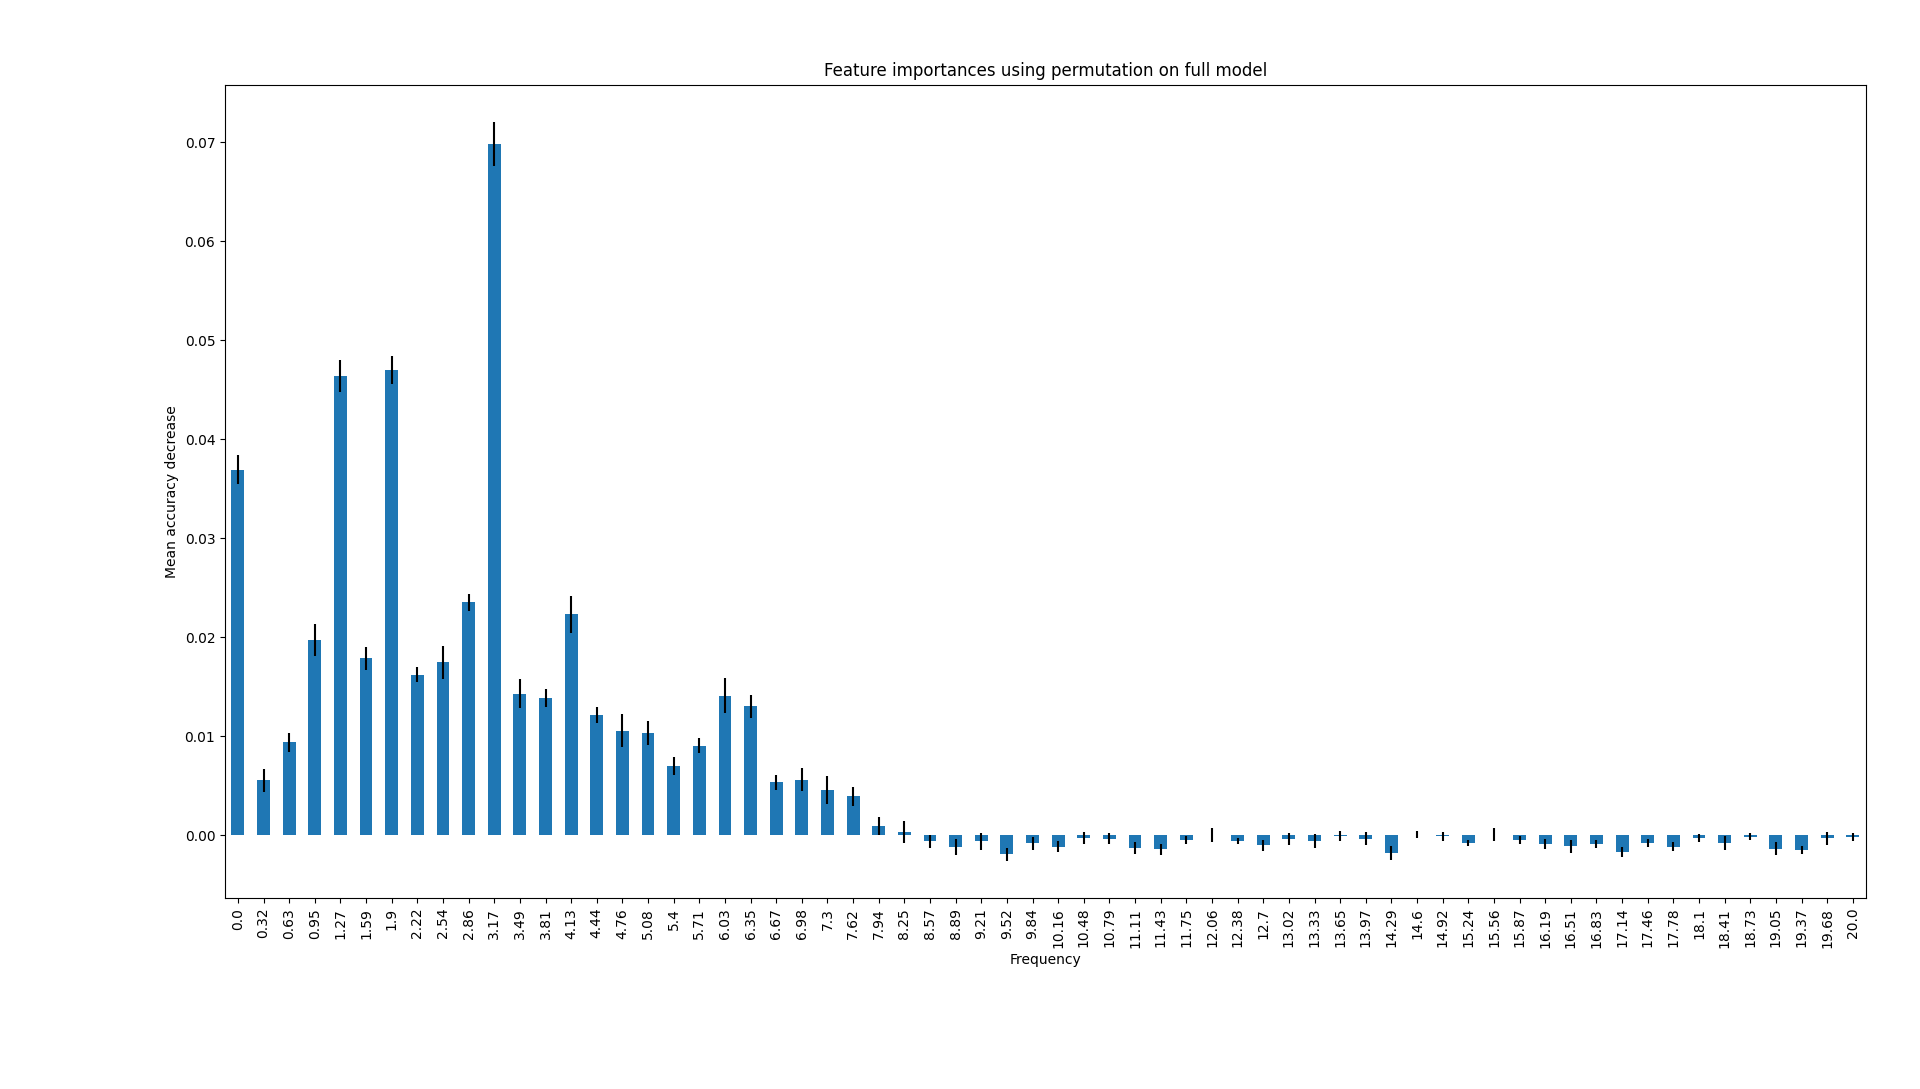 Feature importances using permutation on full model
Mean accuracy decrease
0.07
0.06
0.05
0.04
0.03
0.02
0.01
0.00
0.0 0.32 0.63 0.95 1.27 1.59 1.9 2.22 2.54 2.86 3.17 3.49 3.81 4.13 4.44 4.76 5.08 5.4 5.71 6.03 6.35 6.67 6.98 7.3 7.62 7.94 8.25 8.57 8.89 9.21 9.52 9.84 10.16 10.48 10.79 11.11 11.43 11.75 12.06 12.38 12.7 13.02 13.33 13.65 13.97 14.29 14.6 14.92 15.24 15.56 15.87 16.19 16.51 16.83 17.14 17.46 17.78 18.1 18.41 18.73 19.05 19.37 19.68 20.0
Frequency